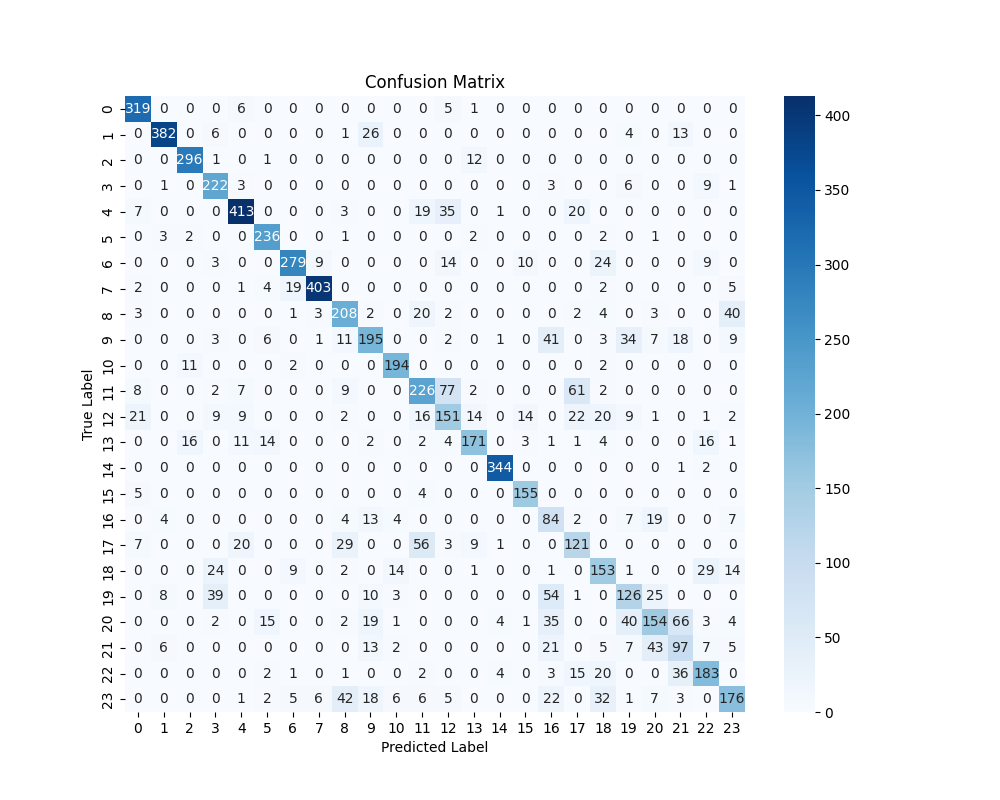 Confusion Matrix
0 319 0 0 0 6 0 0 0 0 0 0 0 5 1 0 0 0 0 0 0 0 0 0 0
1 0 382 0 6 0 0 0 0 1 26 0 0 0 0 0 0 0 0 0 4 0 13 0 0
2 0 0 296 1 0 1 0 0 0 0 0 0 0 12 0 0 0 0 0 0 0 0 0 0
3 0 1 0 222 3 0 0 0 0 0 0 0 0 0 0 0 3 0 0 6 0 0 9 1
4 7 0 0 0 413 0 0 0 3 0 0 19 35 0 1 0 0 20 0 0 0 0 0 0
5 0 3 2 0 0 236 0 0 1 0 0 0 0 2 0 0 0 0 2 0 1 0 0 0
6 0 0 0 3 0 0 279 9 0 0 0 0 14 0 0 10 0 0 24 0 0 0 9 0
7 2 0 0 0 1 4 19 403 0 0 0 0 0 0 0 0 0 0 2 0 0 0 0 5
8 3 0 0 0 0 0 1 3 208 2 0 20 2 0 0 0 0 2 4 0 3 0 0 40
9 0 0 0 3 0 6 0 1 11 195 0 0 2 0 1 0 41 0 3 34 7 18 0 9
10 0 0 11 0 0 0 2 0 0 0 194 0 0 0 0 0 0 0 2 0 0 0 0 0
11 8 0 0 2 7 0 0 0 9 0 0 226 77 2 0 0 0 61 2 0 0 0 0 0
12 21 0 0 9 9 0 0 0 2 0 0 16 151 14 0 14 0 22 20 9 1 0 1 2
13 0 0 16 0 11 14 0 0 0 2 0 2 4 171 0 3 1 1 4 0 0 0 16 1
14 0 0 0 0 0 0 0 0 0 0 0 0 0 0 344 0 0 0 0 0 0 1 2 0
15 5 0 0 0 0 0 0 0 0 0 0 4 0 0 0 155 0 0 0 0 0 0 0 0
16 0 4 0 0 0 0 0 0 4 13 4 0 0 0 0 0 84 2 0 7 19 0 0 7
17 7 0 0 0 20 0 0 0 29 0 0 56 3 9 1 0 0 121 0 0 0 0 0 0
18 0 0 0 24 0 0 9 0 2 0 14 0 0 1 0 0 1 0 153 1 0 0 29 14
19 0 8 0 39 0 0 0 0 0 10 3 0 0 0 0 0 54 1 0 126 25 0 0 0
20 0 0 0 2 0 15 0 0 2 19 1 0 0 0 4 1 35 0 0 40 154 66 3 4
21 0 6 0 0 0 0 0 0 0 13 2 0 0 0 0 0 21 0 5 7 43 97 7 5
22 0 0 0 0 0 2 1 0 1 0 0 2 0 0 4 0 3 15 20 0 0 36 183 0
23 0 0 0 0 1 2 5 6 42 18 6 6 5 0 0 0 22 0 32 1 7 3 0 176
0 1 2 3 4 5 6 7 8 9 10 11 12 13 14 15 16 17 18 19 20 21 22 23
Predicted Label
True Label
400
350
300
250
200
150
100
50
0